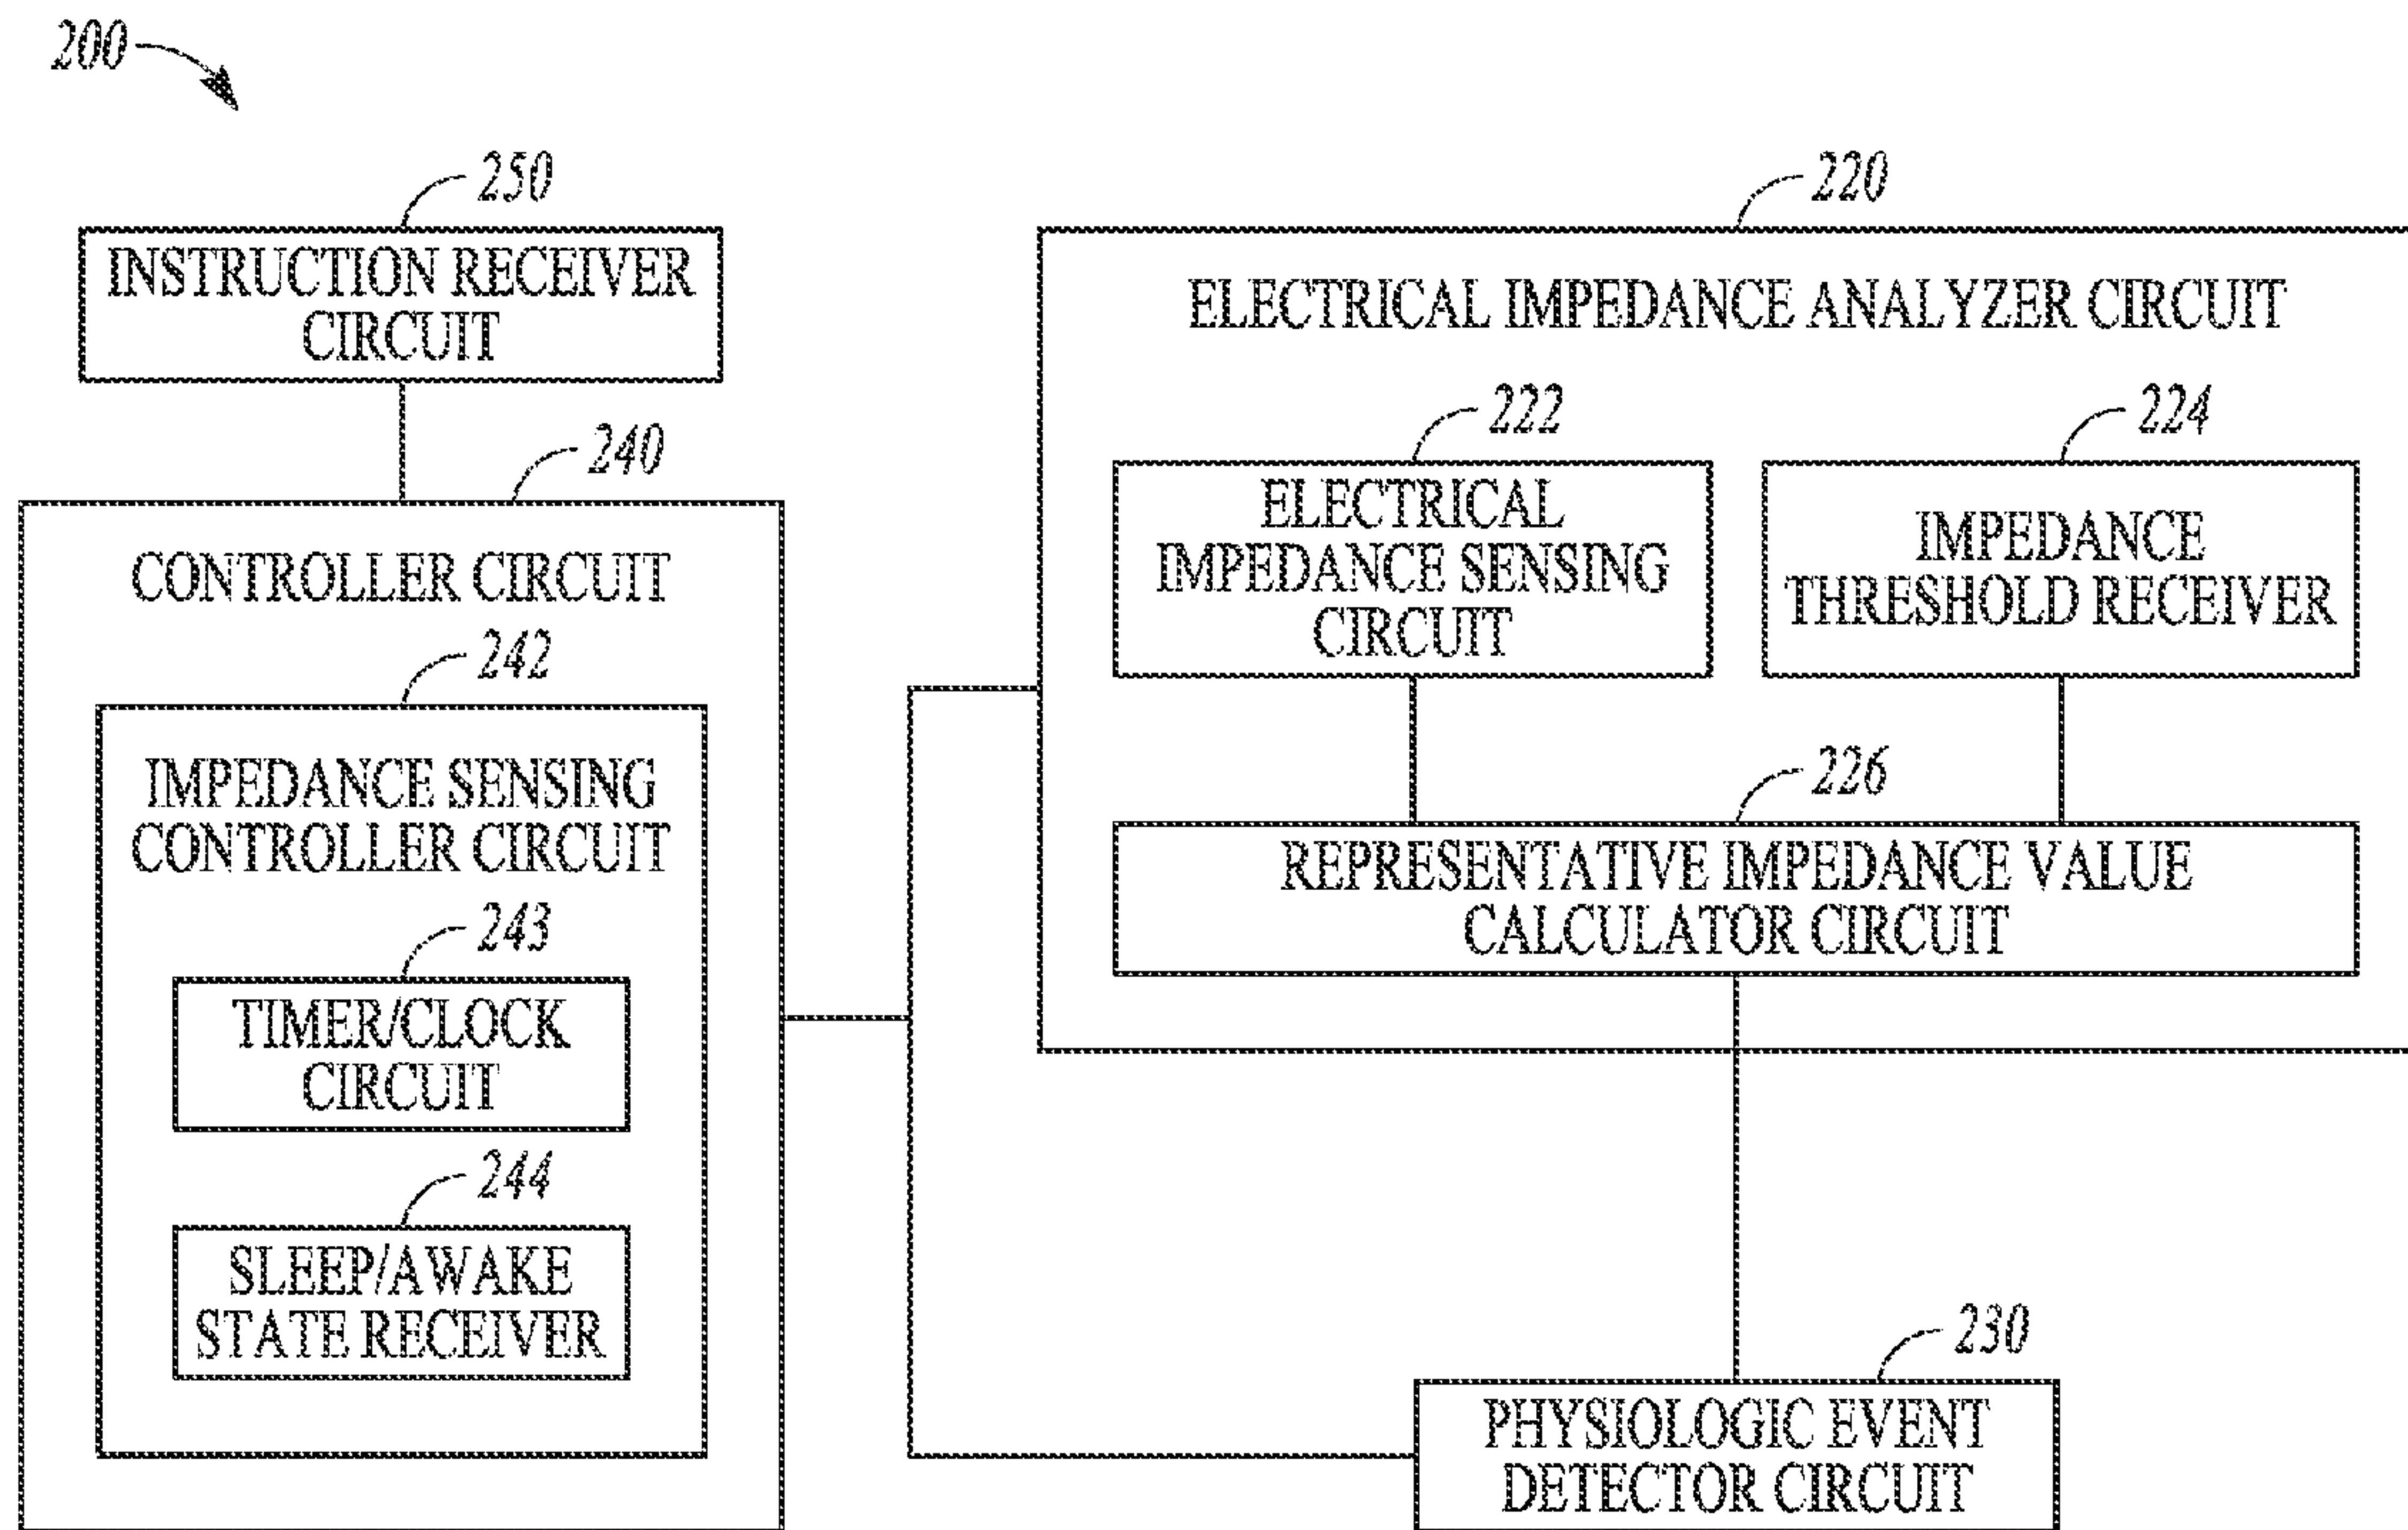 200
250
INSTRUCTION RECEIVER
CIRCUIT
240
CONTROLLER CIRCUIT
242
IMPEDANCE SENSING
CONTROLLER CIRCUIT
243
TIMER/CLOCK
CIRCUIT
244
SLEEP/AWAKE
STATE RECEIVER
220
ELECTRICAL IMPEDANCE ANALYZER CIRCUIT
222
ELECTRICAL
IMPEDANCE SENSING
CIRCUIT
224
IMPEDANCE
THRESHOLD RECEIVER
226
REPRESENTATIVE IMPEDANCE VALUE
CALCULATOR CIRCUIT
230
PHYSIOLOGIC EVENT
DETECTOR CIRCUIT